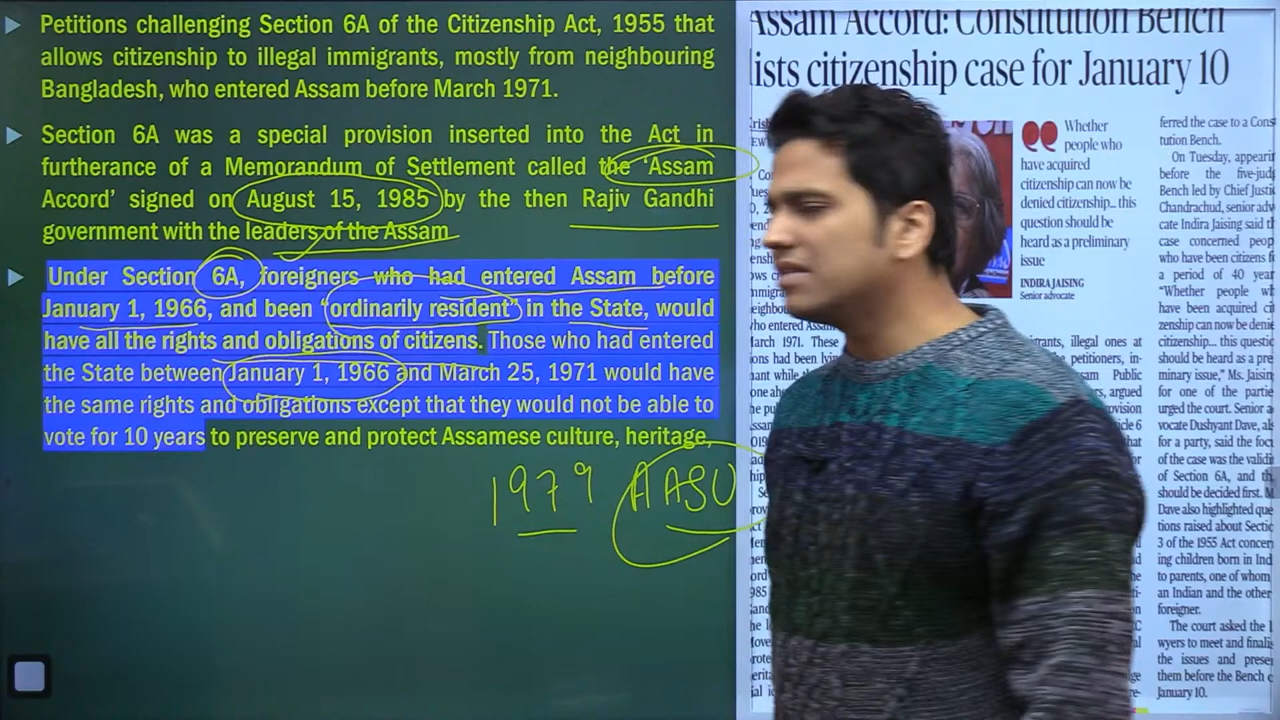 Petitions challenging Section 6A of the Citizenship Act, 1955 that
allows citizenship to illegal immigrants, mostly from neighbouring
Bangladesh, who entered Assam before March 1971.
Section 6A was a special provision inserted into the Act in
furtherance of a Memorandum of Settlement called the ‘Assam
Accord’ signed on August 15, 1985 by the then Rajiv Gandhi
government with the leaders of the Assam
Under Section 6A, foreigners who had entered Assam before
January 1, 1966, and been “ordinarily resident” in the State, would
have all the rights and obligations of citizens. Those who had entered
the State between January 1, 1966 and March 25, 1971 would have
the same rights and obligations except that they would not be able to
vote for 10 years to preserve and protect Assamese culture, heritage,
1979 AASU
Assam Accord: Constitution Bench
lists citizenship case for January 10
Whether
people who
have acquired
citizenship can now be
denied citizenship... this
question should be
heard as a preliminary
issue
INDIRA JAISING
Senior advocate
ferred the case to a Const
tution Bench.
On Tuesday, appearin
before the five-judg
Bench led by Chief Justic
Chandrachud, senior adv
cate Indira Jaising said th
case concerned peop
who have been citizens f
a period of 40 year
“Whether people wh
have been acquired ci
zenship can now be denie
citizenship... this questio
should be heard as a pre
minary issue,” Ms. Jaisin
for one of the partie
urged the court. Senior a
vocate Dushyant Dave, als
for a party, said the focu
of the case was the validi
of Section 6A, and th
should be decided first. M
Dave also highlighted que
tions raised about Sectio
3 of the 1955 Act concer
ing children born in Ind
to parents, one of whom
an Indian and the other
foreigner.
The court asked the l
wyers to meet and finalis
the issues and prese
them before the Bench o
January 10.